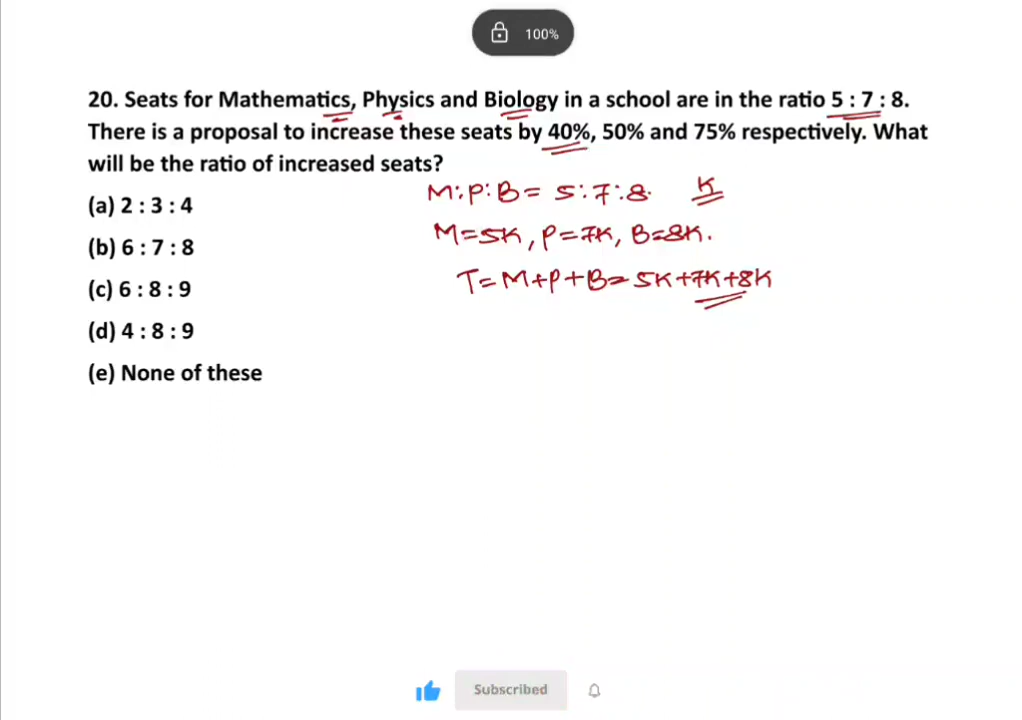 100%
20. Seats for Mathematics, Physics and Biology in a school are in the ratio 5 : 7 : 8.
There is a proposal to increase these seats by 40%, 50% and 75% respectively. What
will be the ratio of increased seats?
(a) 2 : 3 : 4
(b) 6 : 7 : 8
(c) 6 : 8 : 9
(d) 4 : 8 : 9
(e) None of these
M:P:B= 5:7:8. K
M=5K, P=7K, B=8K.
T=M+P+B=5K+7K+8K
Subscribed